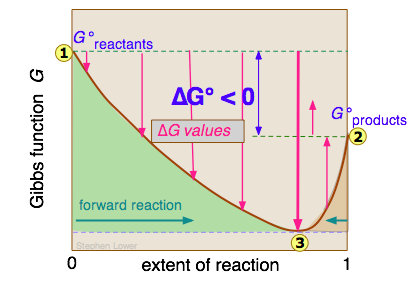 G°reactants
1
ΔG° < 0
G°products
ΔG values
2
Gibbs function G
forward reaction
3
Stephen Lower
0
extent of reaction
1